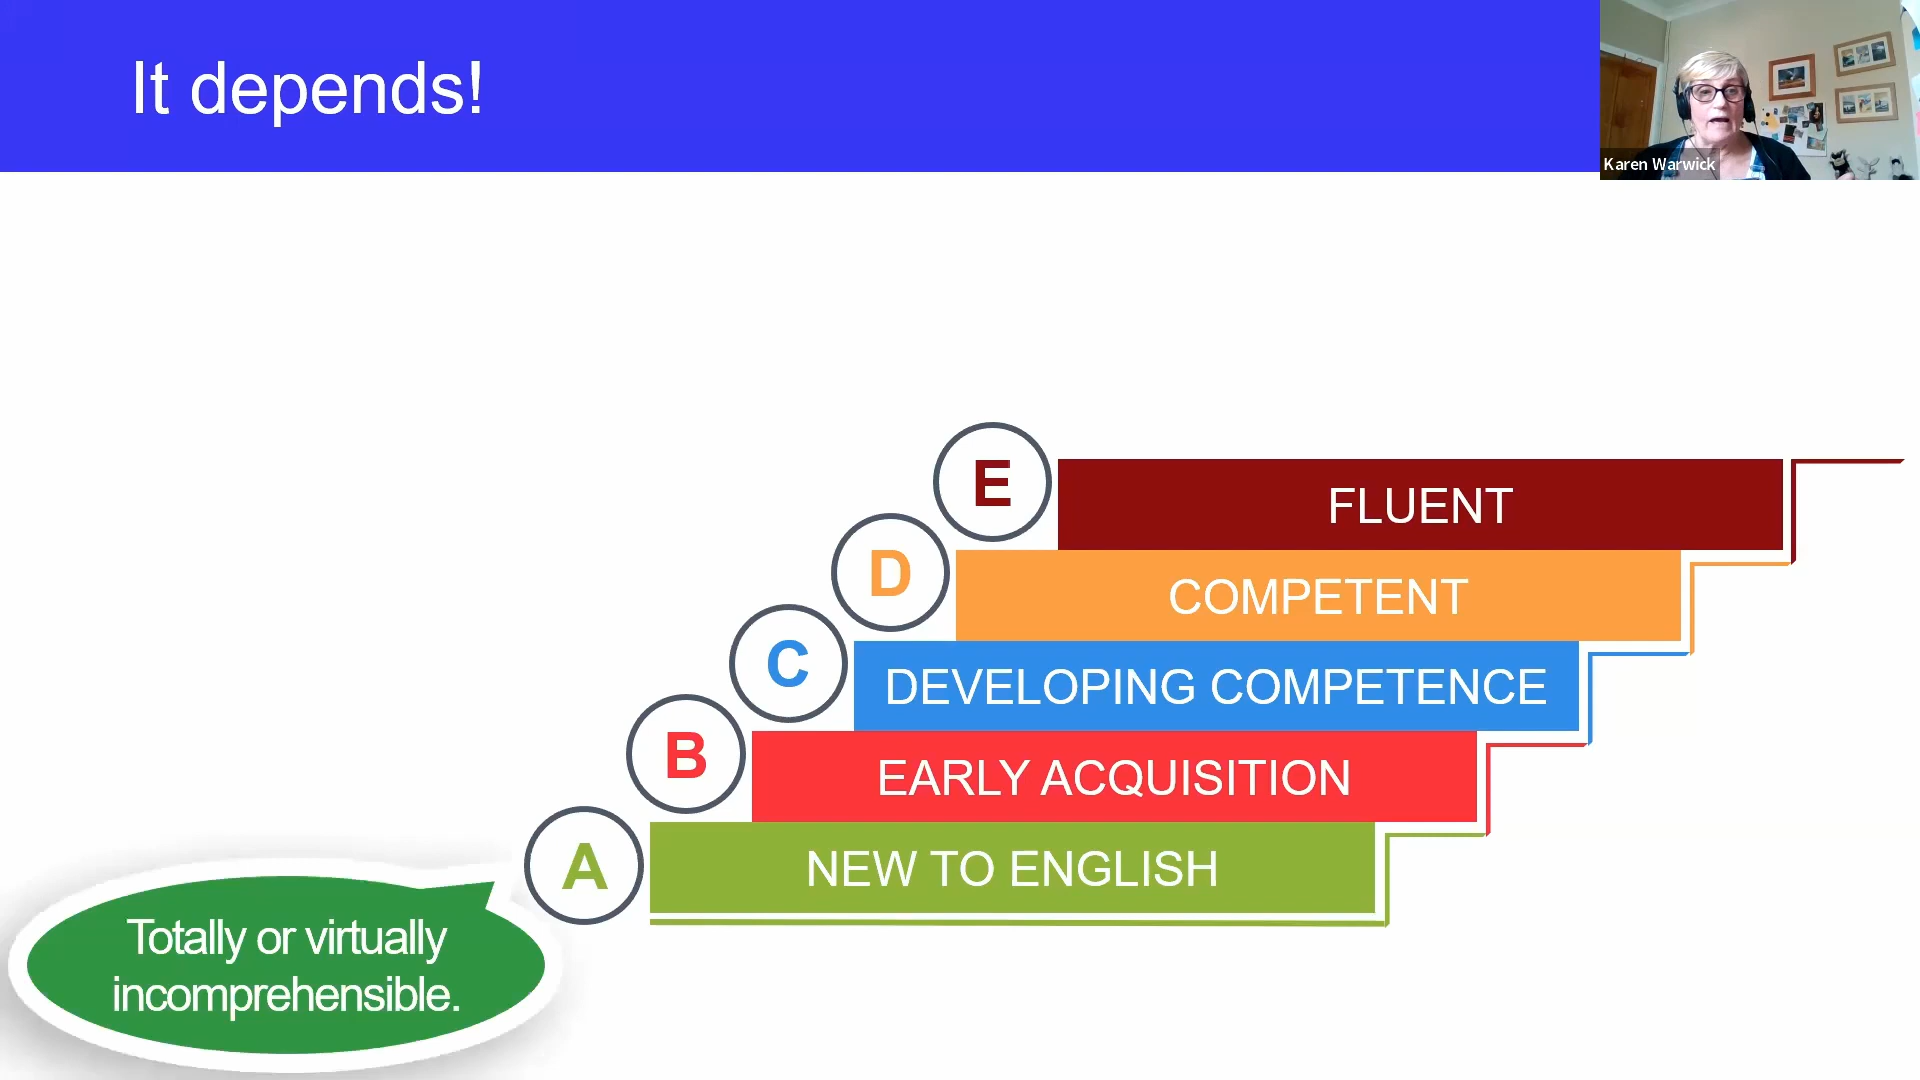 It depends!
Karen Warwick
E
FLUENT
D
COMPETENT
C
DEVELOPING COMPETENCE
B
EARLY ACQUISITION
A
NEW TO ENGLISH
Totally or virtually
incomprehensible.